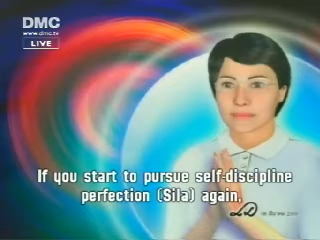 DMC
www.dmc.tv
LIVE
If you start to pursue self-discipline
perfection (Sila) again,